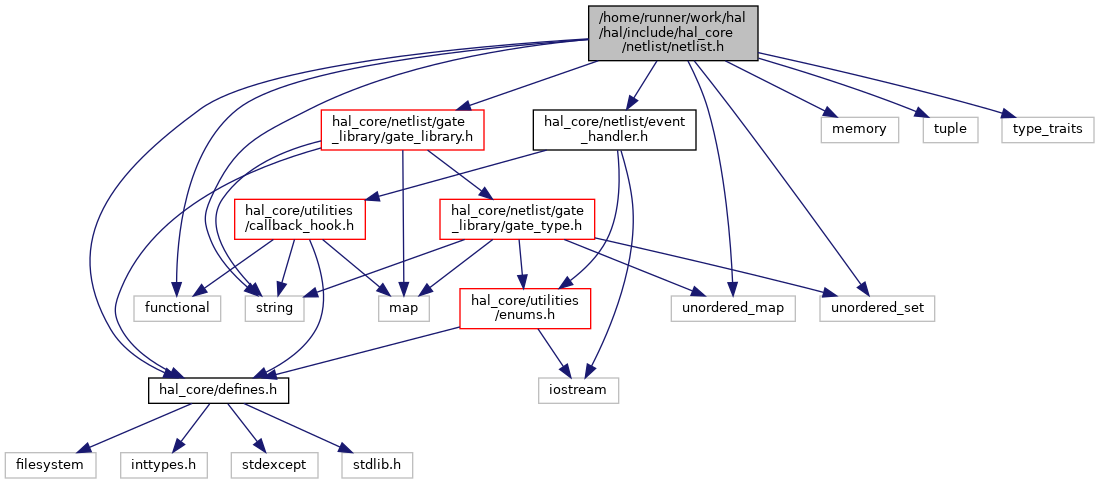 /home/runner/work/hal
/hal/include/hal_core
/netlist/netlist.h
hal_core/netlist/gate
_library/gate_library.h
hal_core/netlist/event
_handler.h
memory
tuple
type_traits
hal_core/utilities
/callback_hook.h
hal_core/netlist/gate
_library/gate_type.h
functional
string
map
hal_core/utilities
/enums.h
unordered_map
unordered_set
hal_core/defines.h
iostream
filesystem
inttypes.h
stdexcept
stdlib.h